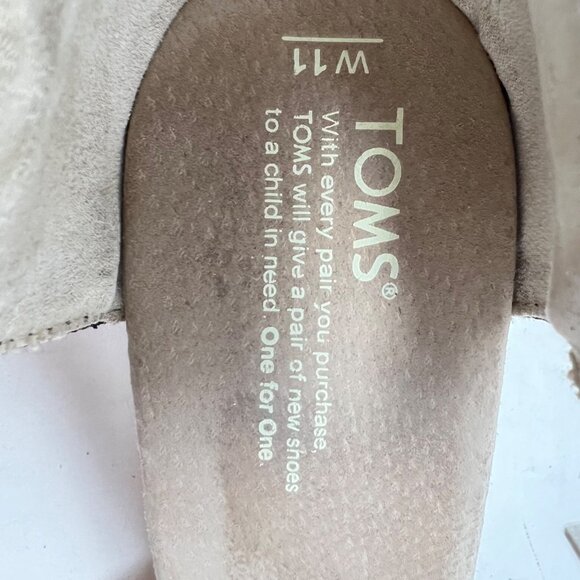 W 11
TOMS®
With every pair you purchase,
TOMS will give a pair of new shoes
to a child in need. One for One.